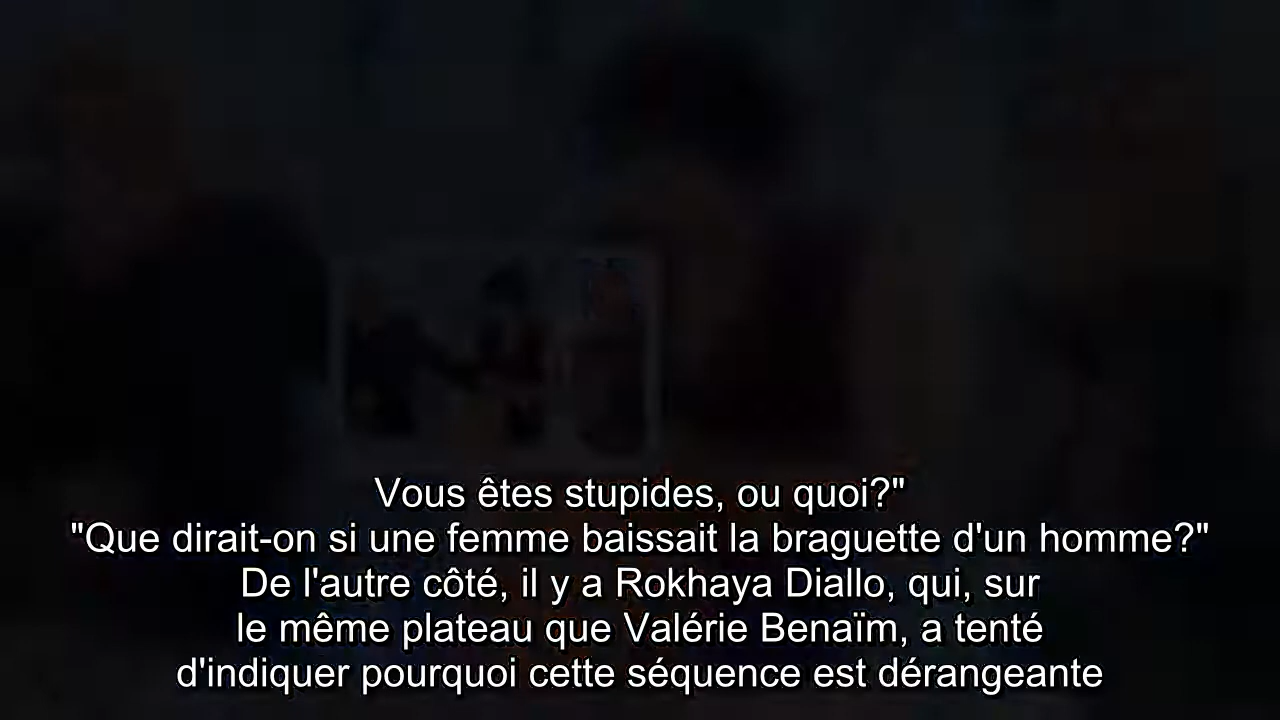 Vous êtes stupides, ou quoi?"
"Que dirait-on si une femme baissait la braguette d'un homme?"
De l'autre côté, il y a Rokhaya Diallo, qui, sur
le même plateau que Valérie Benaïm, a tenté
d'indiquer pourquoi cette séquence est dérangeante